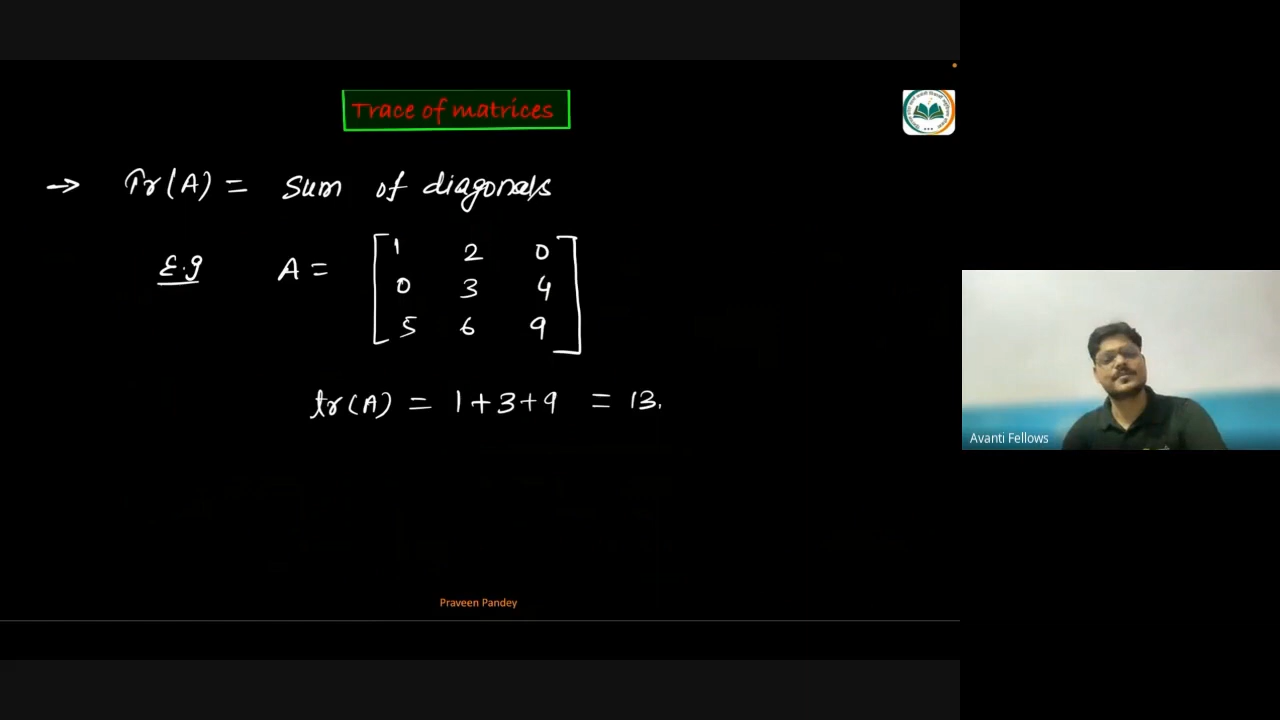 Trace of matrices
→ Tr(A) = Sum of diagonals
E.g A = [1 2 0
0 3 4
5 6 9]
tr(A) = 1+3+9 = 13.
Avanti Fellows
Praveen Pandey